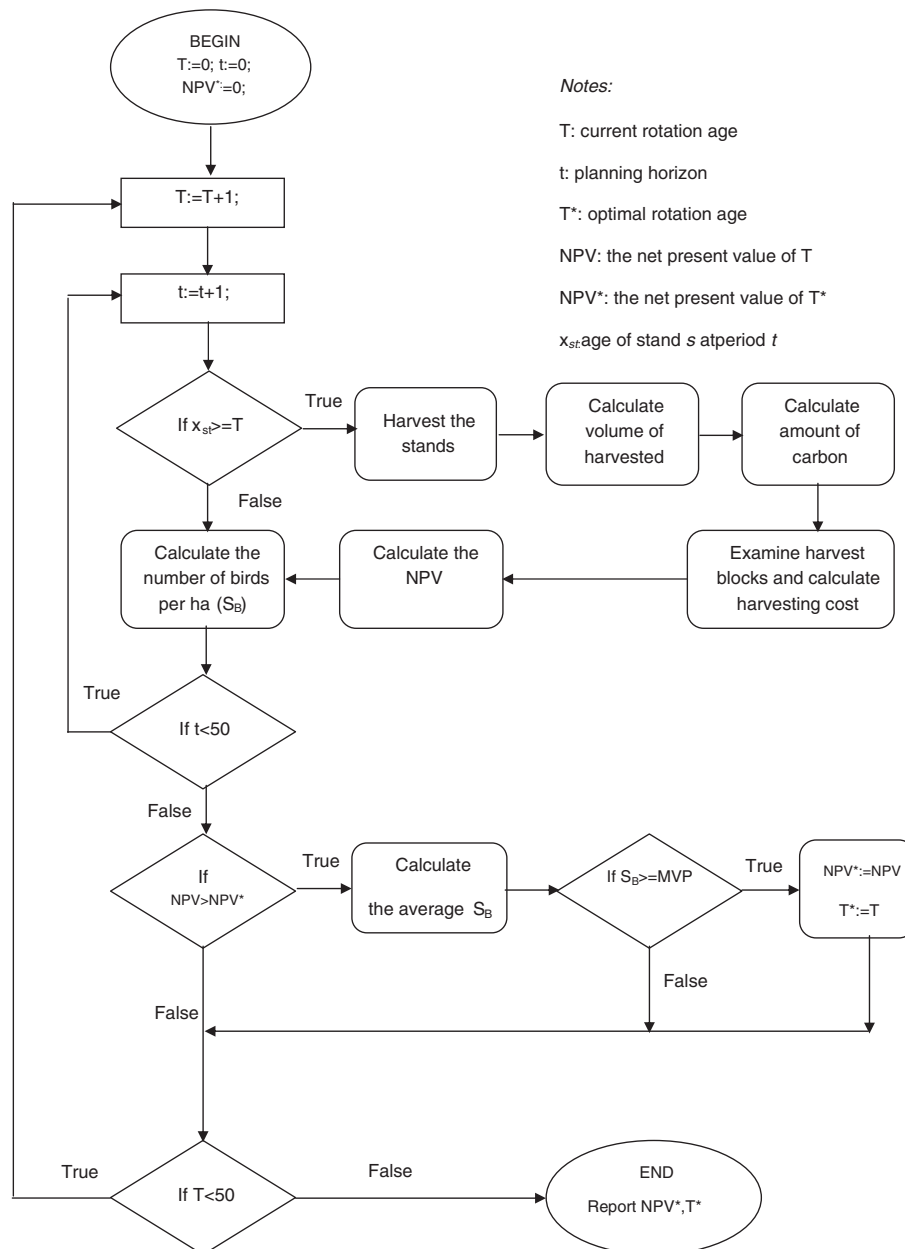 BEGIN
T:=0; t:=0;
NPV*:=0;
Notes:
T: current rotation age
t: planning horizon
T*: optimal rotation age
NPV: the net present value of T
NPV*: the net present value of T*
xst:age of stand s atperiod t
T:=T+1;
t:=t+1;
If xst>=T
True
Harvest the
stands
Calculate
volume of
harvested
Calculate
amount of
carbon
False
Calculate the
number of birds
per ha (SB)
Calculate the
NPV
Examine harvest
blocks and calculate
harvesting cost
True
If t<50
False
If
NPV>NPV*
True
Calculate
the average SB
If SB>=MVP
True
NPV*:=NPV
T*:=T
False
False
True
If T<50
False
END
Report NPV*,T*